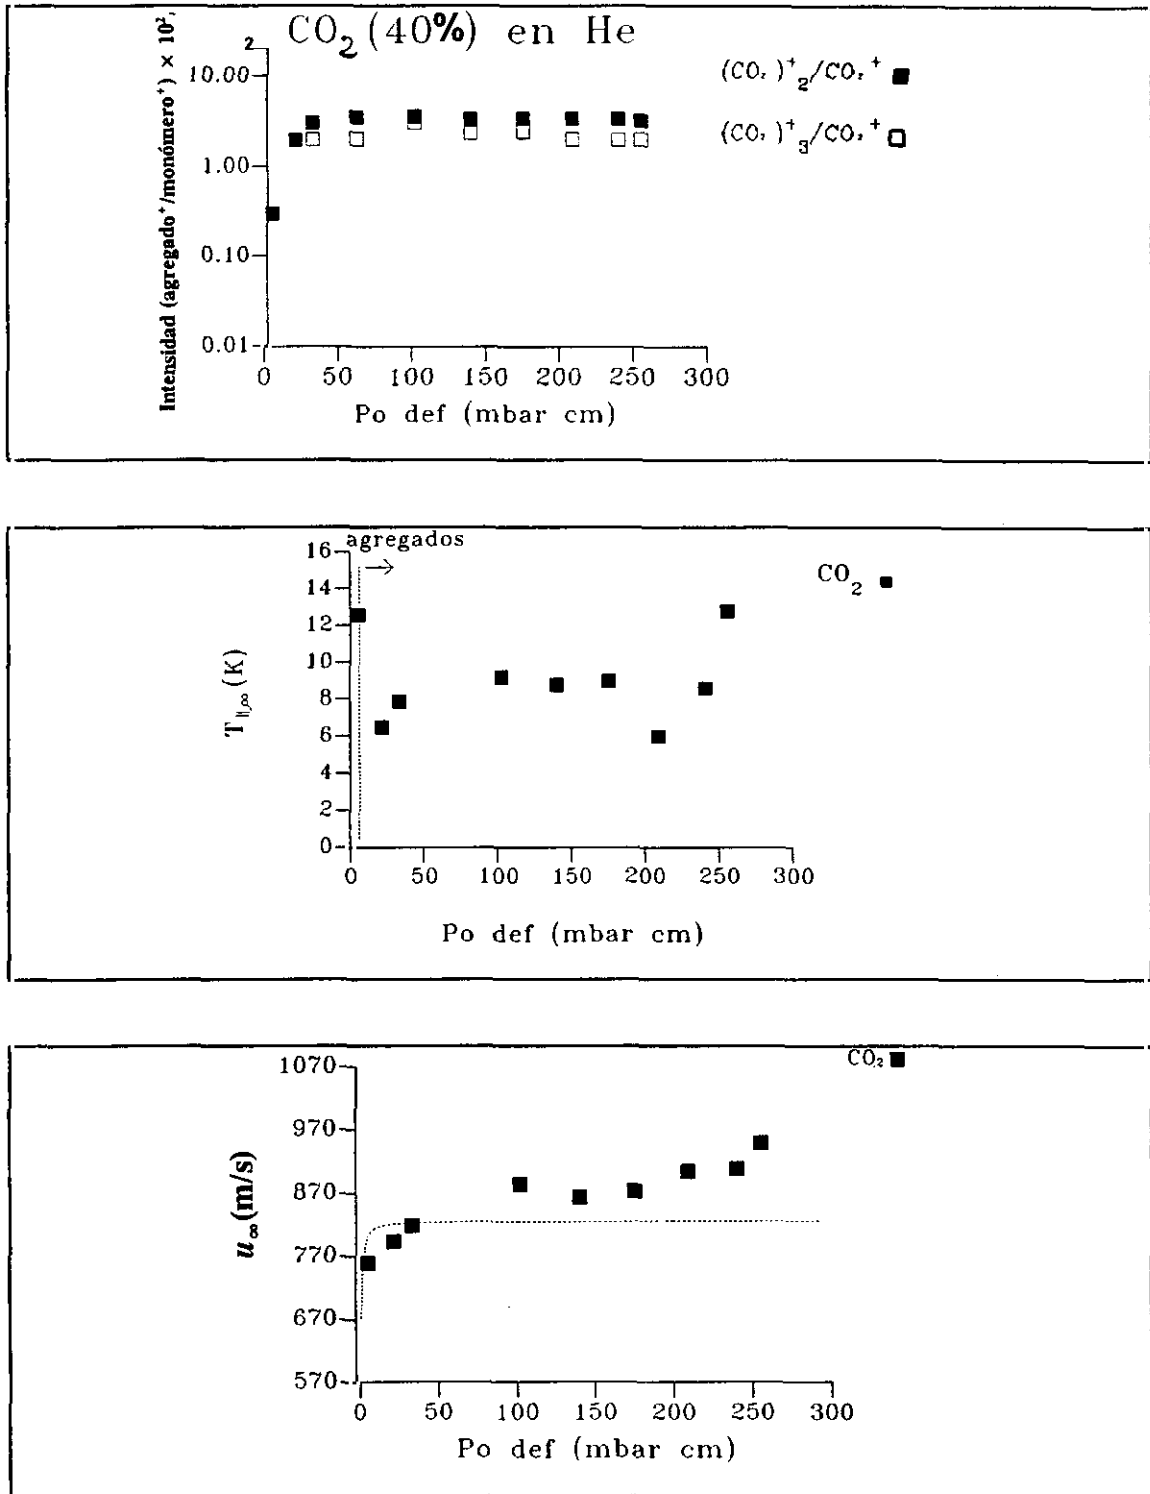 CO₂ (40%) en He
Intensidad (agregado⁺/monómero⁺) × 10²,
2
10.00
1.00
0.10
0.01
0 50 100 150 200 250 300
Po def (mbar cm)
(CO₂)⁺₂/CO₂⁺
(CO₂)⁺₃/CO₂⁺
agregados
CO₂
T∥,∞ (K)
16
14
12
10
8
6
4
2
0
0 50 100 150 200 250 300
Po def (mbar cm)
CO₂
u∞ (m/s)
1070
970
870
770
670
570
0 50 100 150 200 250 300
Po def (mbar cm)